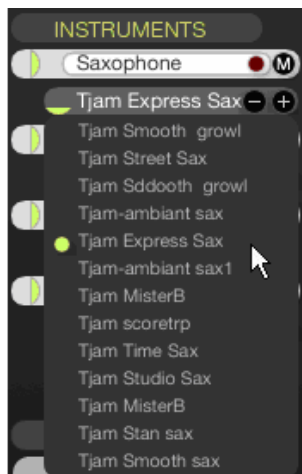 INSTRUMENTS
Saxophone M
Tjam Express Sax - +
Tjam Smooth growl
Tjam Street Sax
Tjam Sddooth growl
Tjam-ambiant sax
Tjam Express Sax
Tjam-ambiant sax1
Tjam MisterB
Tjam scoretrp
Tjam Time Sax
Tjam Studio Sax
Tjam MisterB
Tjam Stan sax
Tjam Smooth sax